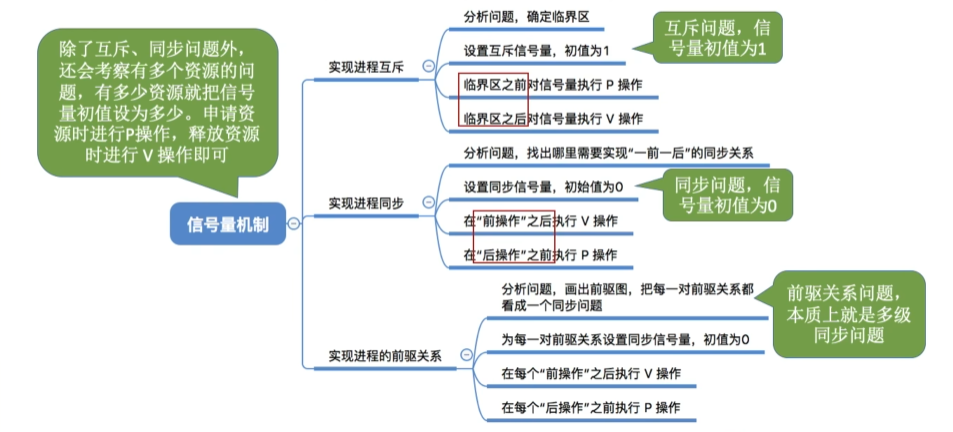 除了互斥、同步问题外，
还会考察有多个资源的问
题，有多少资源就把信号
量初值设为多少。申请资
源时进行P操作，释放资源
时进行 V 操作即可
信号量机制
实现进程互斥
分析问题，确定临界区
设置互斥信号量，初值为1
临界区之前对信号量执行 P 操作
临界区之后对信号量执行 V 操作
互斥问题，信
号量初值为1
实现进程同步
分析问题，找出哪里需要实现“一前一后”的同步关系
设置同步信号量，初始值为0
在“前操作”之后执行 V 操作
在“后操作”之前执行 P 操作
同步问题，信
号量初值为0
实现进程的前驱关系
分析问题，画出前驱图，把每一对前驱关系都
看成一个同步问题
为每一对前驱关系设置同步信号量，初值为0
在每个“前操作”之后执行 V 操作
在每个“后操作”之前执行 P 操作
前驱关系问题，
本质上就是多级
同步问题